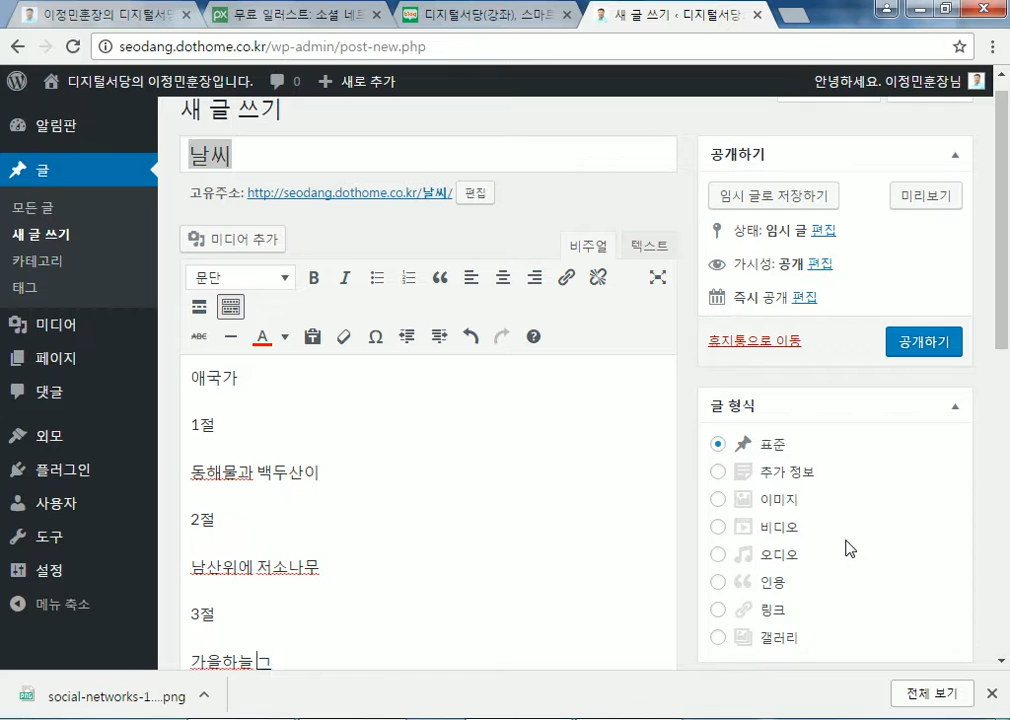 이정민훈장의 디지털서당
무료 일러스트: 소셜 네트
디지털서당(강좌), 스마트
새 글 쓰기 ‹ 디지털서당
seodang.dothome.co.kr/wp-admin/post-new.php
디지털서당의 이정민훈장입니다. 0 새로 추가 안녕하세요. 이정민훈장님
알림판
글
모든 글
새 글 쓰기
카테고리
태그
미디어
페이지
댓글
외모
플러그인
사용자
도구
설정
메뉴 축소
새 글 쓰기
날씨
고유주소: http://seodang.dothome.co.kr/날씨/ 편집
미디어 추가
비주얼 텍스트
문단 B I
ABC A Ω
애국가
1절
동해물과 백두산이
2절
남산위에 저소나무
3절
가을하늘ㄱ
공개하기
임시 글로 저장하기 미리보기
상태: 임시 글 편집
가시성: 공개 편집
즉시 공개 편집
휴지통으로 이동 공개하기
글 형식
표준
추가 정보
이미지
비디오
오디오
인용
링크
갤러리
social-networks-1....png
전체 보기